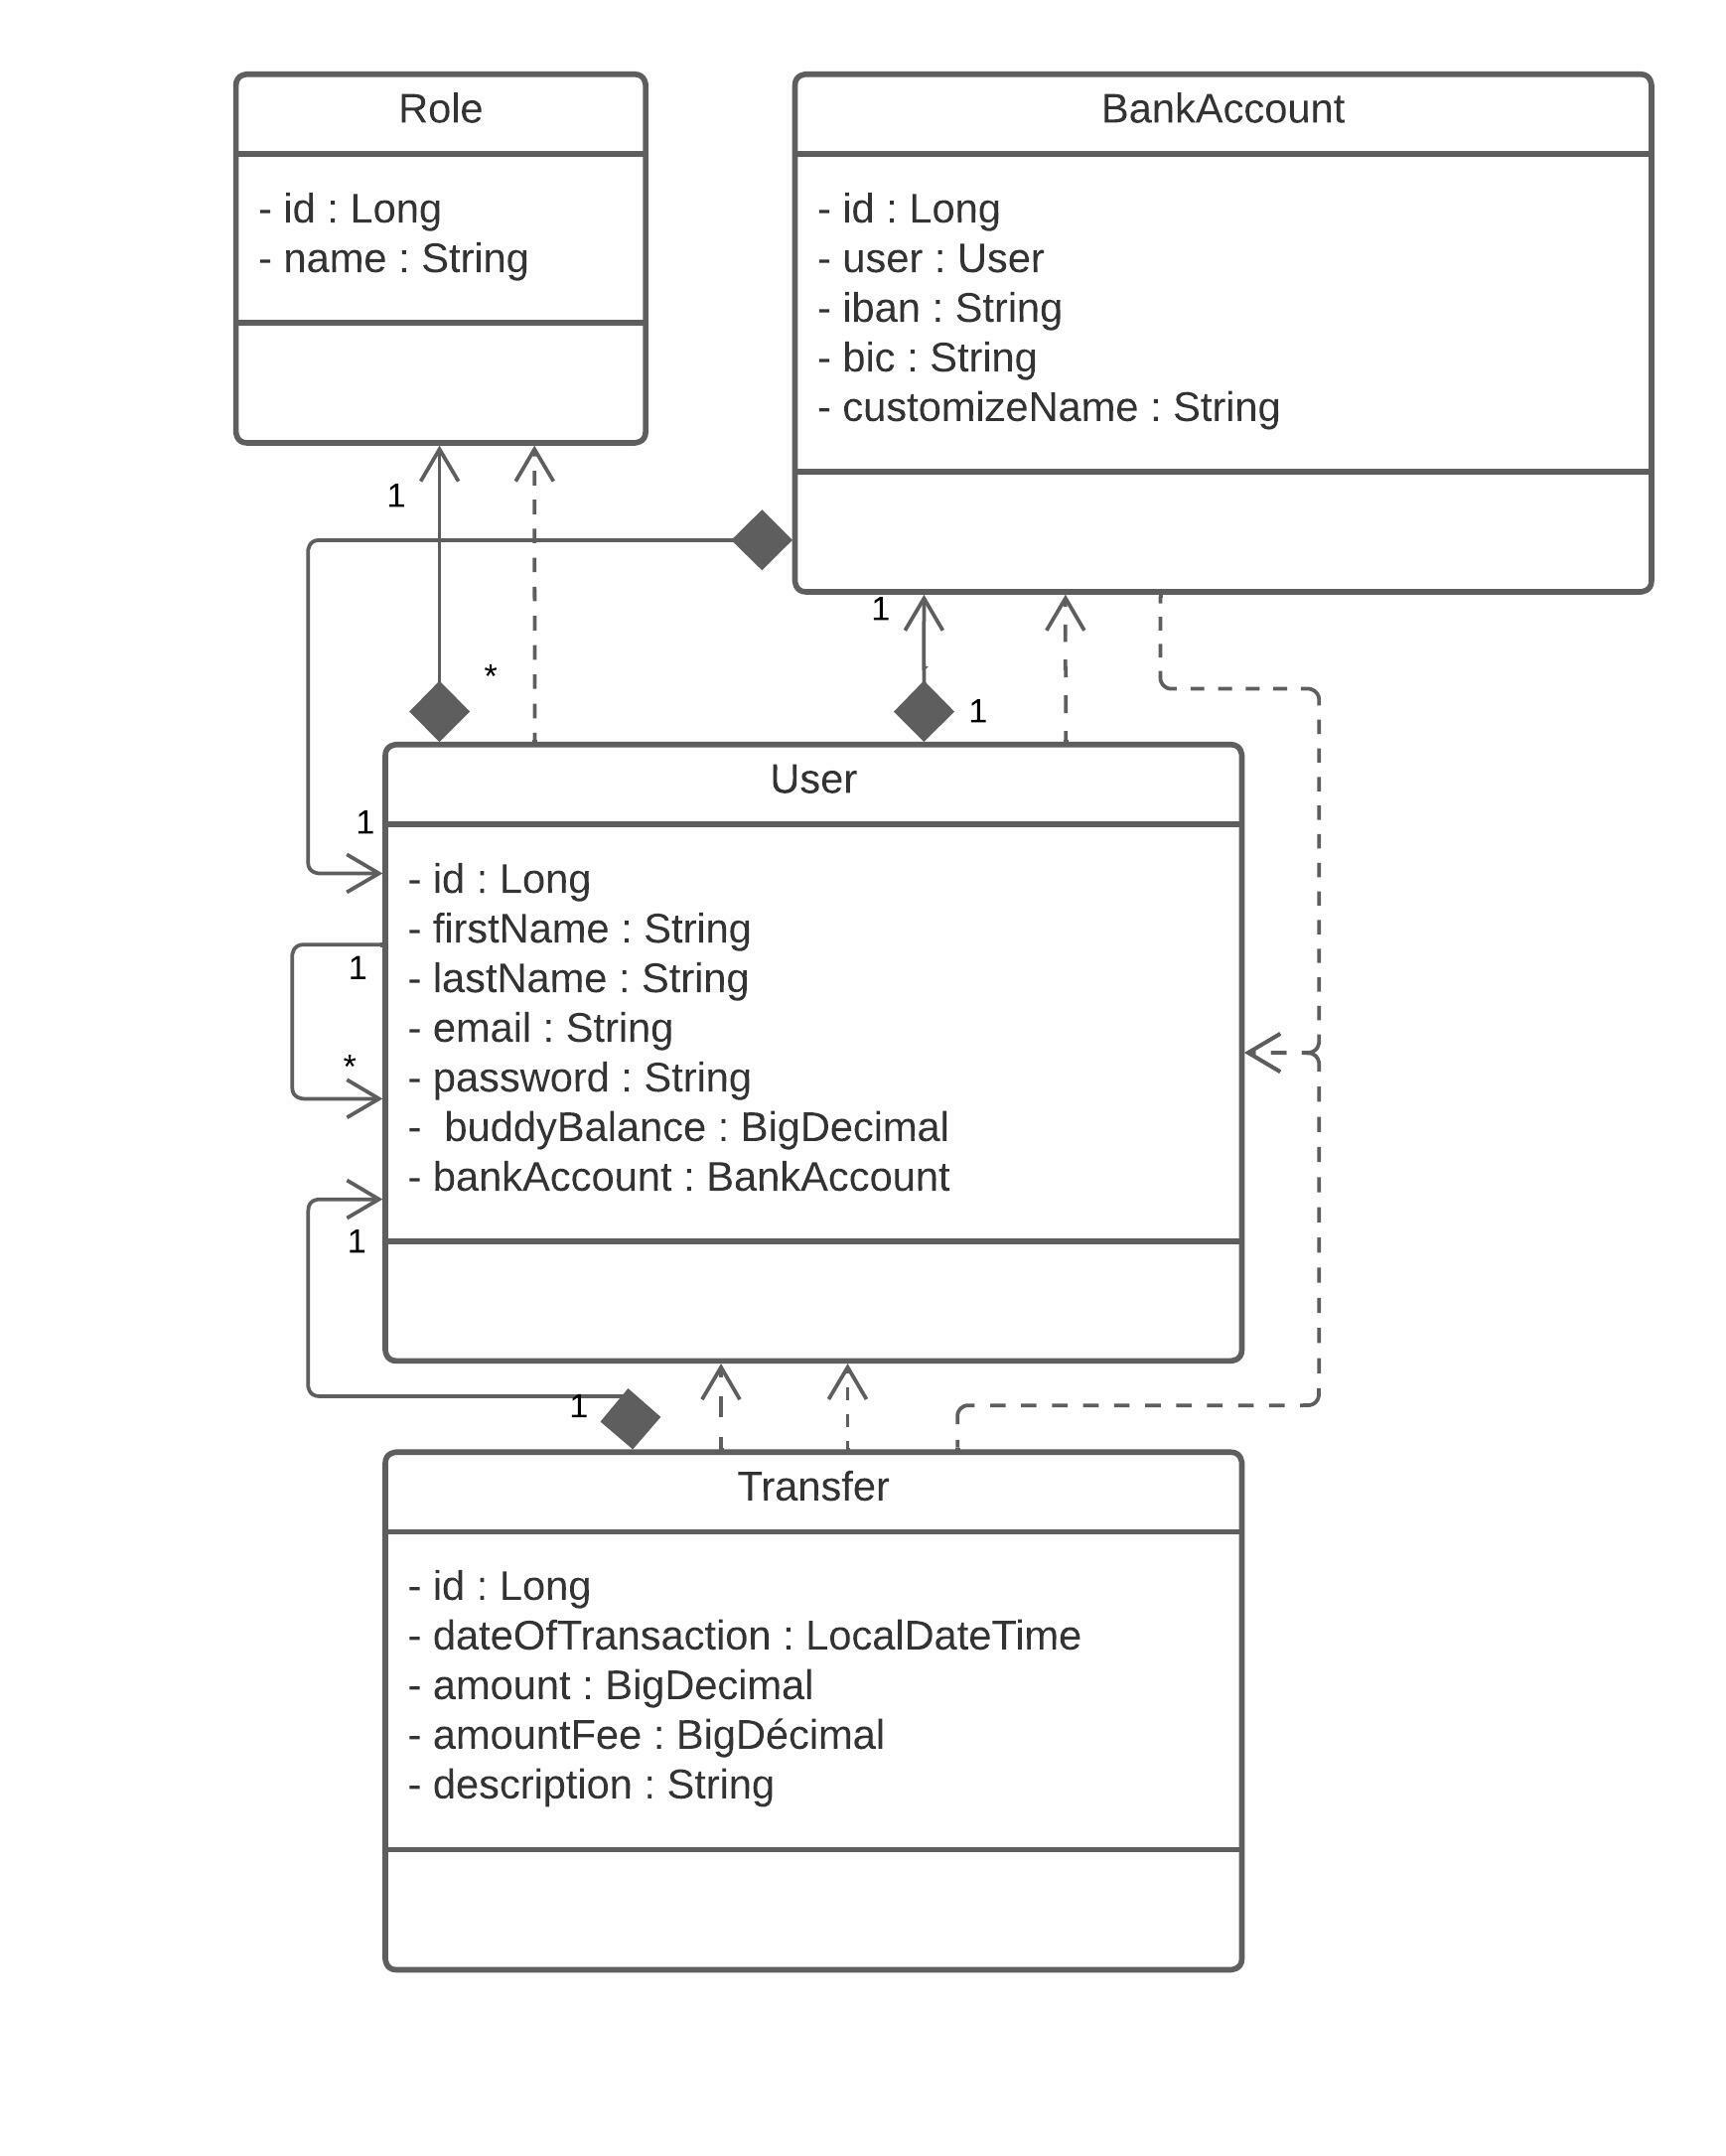 Role
- id : Long
- name : String
BankAccount
- id : Long
- user : User
- iban : String
- bic : String
- customizeName : String
1
*
1
1
User
- id : Long
- firstName : String
- lastName : String
- email : String
- password : String
-  buddyBalance : BigDecimal
- bankAccount : BankAccount
1
1
*
1
1
Transfer
- id : Long
- dateOfTransaction : LocalDateTime
- amount : BigDecimal
- amountFee : BigDécimal
- description : String